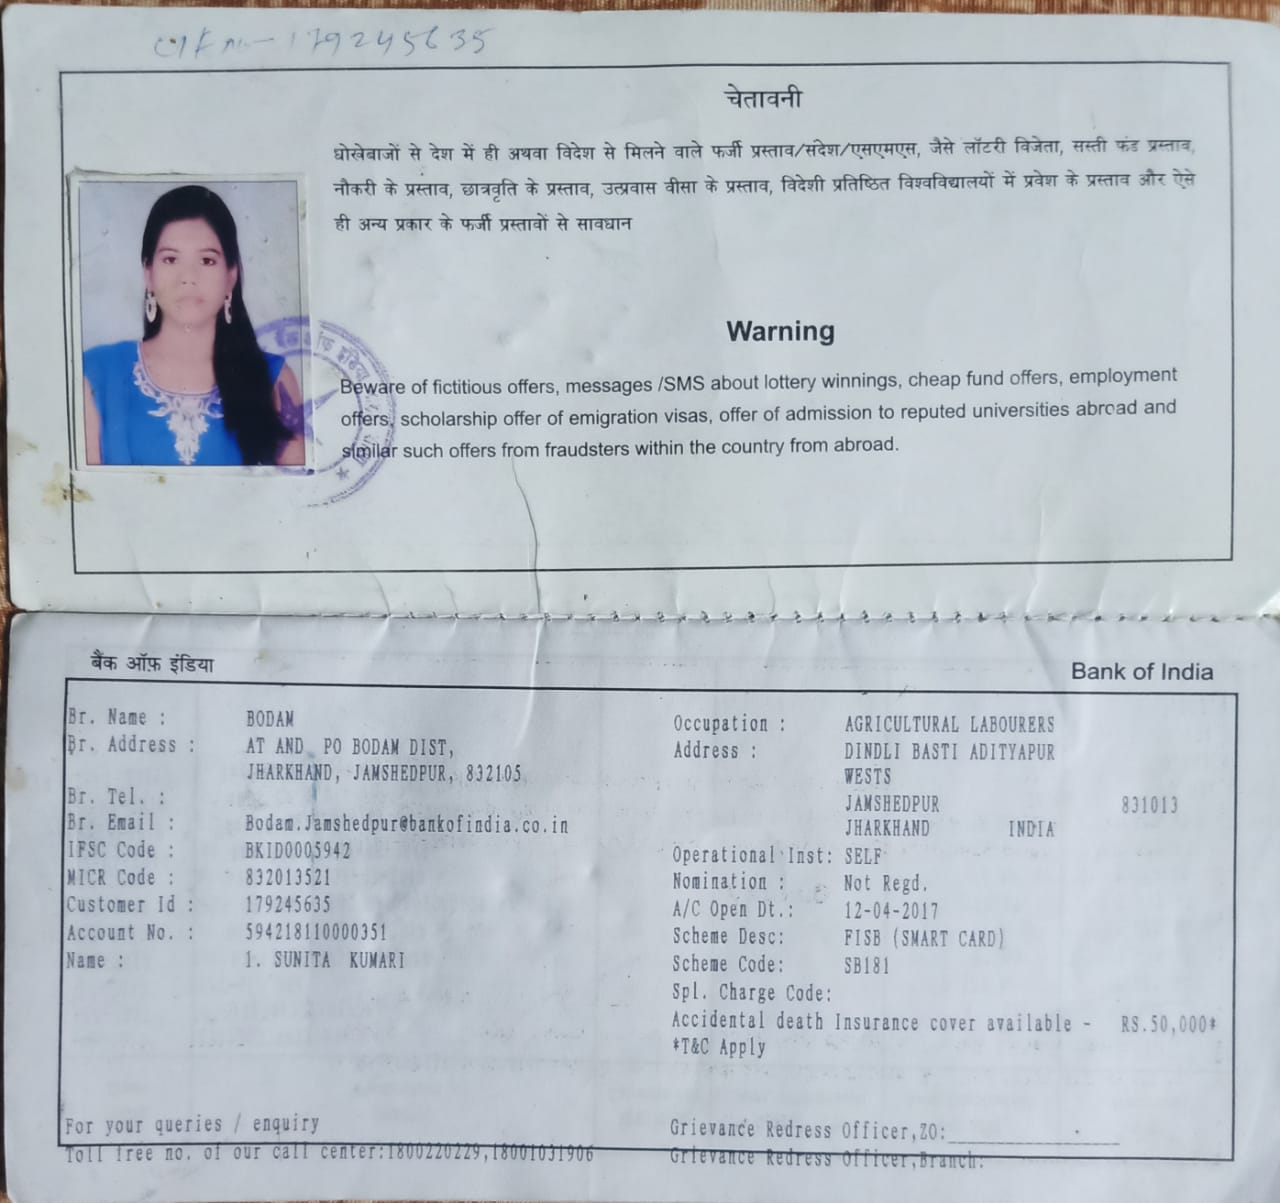 CIF no - 179245635
चेतावनी
धोखेबाजों से देश में ही अथवा विदेश से मिलने वाले फर्जी प्रस्ताव/संदेश/एसएमएस, जैसे लॉटरी विजेता, सस्ती फंड प्रस्ताव,
नौकरी के प्रस्ताव, छात्रवृति के प्रस्ताव, उत्प्रवास वीसा के प्रस्ताव, विदेशी प्रतिष्ठित विश्वविद्यालयों में प्रवेश के प्रस्ताव और ऐसे
ही अन्य प्रकार के फर्जी प्रस्तावों से सावधान
Warning
Beware of fictitious offers, messages /SMS about lottery winnings, cheap fund offers, employment
offers, scholarship offer of emigration visas, offer of admission to reputed universities abroad and
similar such offers from fraudsters within the country from abroad.
बैंक ऑफ़ इंडिया
Bank of India
Br. Name : BODAM
Br. Address : AT AND PO BODAM DIST,
JHARKHAND, JAMSHEDPUR, 832105
Br. Tel. :
Br. Email : Bodam.Jamshedpur@bankofindia.co.in
IFSC Code : BKID0005942
MICR Code : 832013521
Customer Id : 179245635
Account No. : 594218110000351
Name : 1. SUNITA KUMARI
Occupation : AGRICULTURAL LABOURERS
Address : DINDLI BASTI ADITYAPUR
WESTS
JAMSHEDPUR 831013
JHARKHAND INDIA
Operational Inst: SELF
Nomination : Not Regd.
A/C Open Dt.: 12-04-2017
Scheme Desc: FISB (SMART CARD)
Scheme Code: SB181
Spl. Charge Code:
Accidental death Insurance cover available - RS.50,000*
*T&C Apply
For your queries / enquiry
Toll free no. of our call center:1800220229,18001031906
Grievance Redress Officer,ZO:
Grievance Redress Officer,Branch: